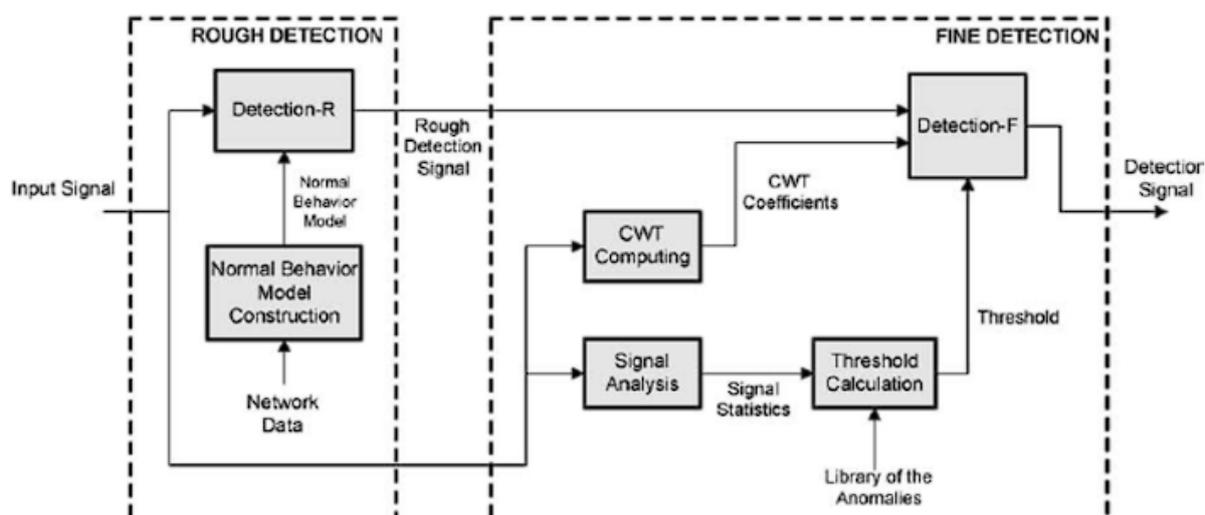 ROUGH DETECTION
FINE DETECTION
Detection-R
Rough
Detection
Signal
Detection-F
Input Signal
Normal
Behavior
Model
Detection
Signal
CWT
Coefficients
CWT
Computing
Normal Behavior
Model
Construction
Threshold
Signal
Analysis
Signal
Statistics
Threshold
Calculation
Network
Data
Library of the
Anomalies